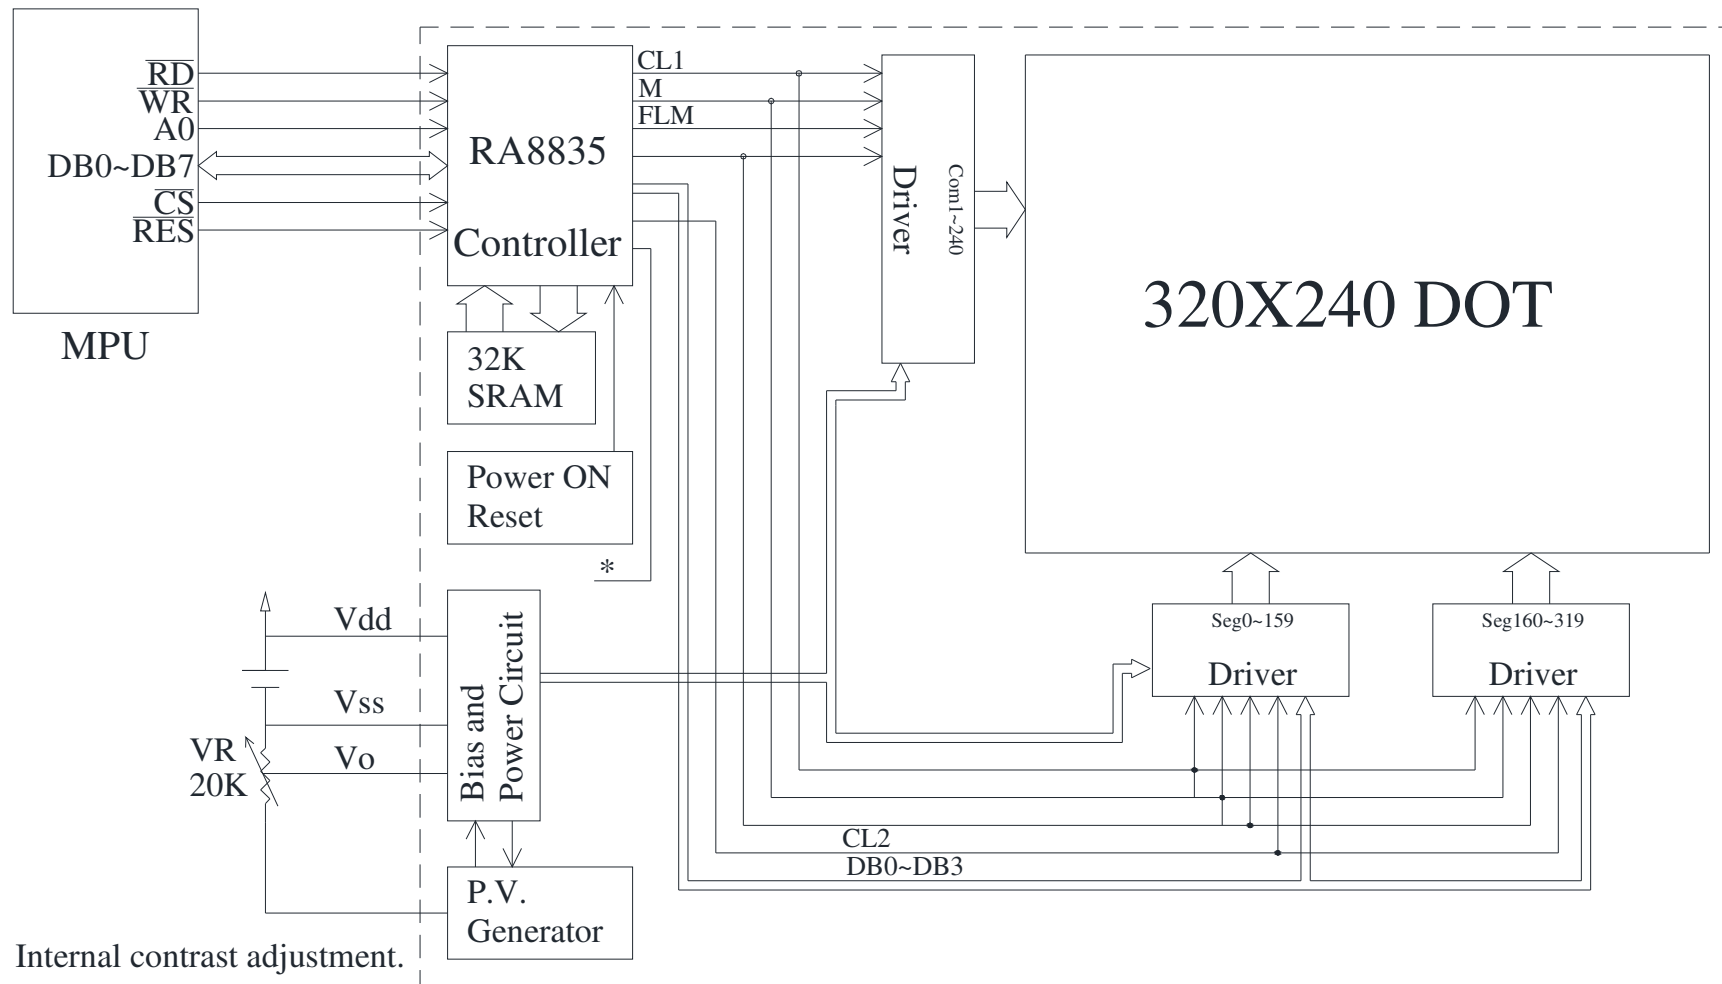 RD
WR
A0
DB0~DB7
CS
RES
MPU
RA8835
Controller
CL1
M
FLM
Driver
Com1~240
320X240 DOT
32K
SRAM
Power ON
Reset
*
Vdd
Vss
Vo
VR
20K
Bias and
Power Circuit
Seg0~159
Driver
Seg160~319
Driver
CL2
DB0~DB3
P.V.
Generator
Internal contrast adjustment.